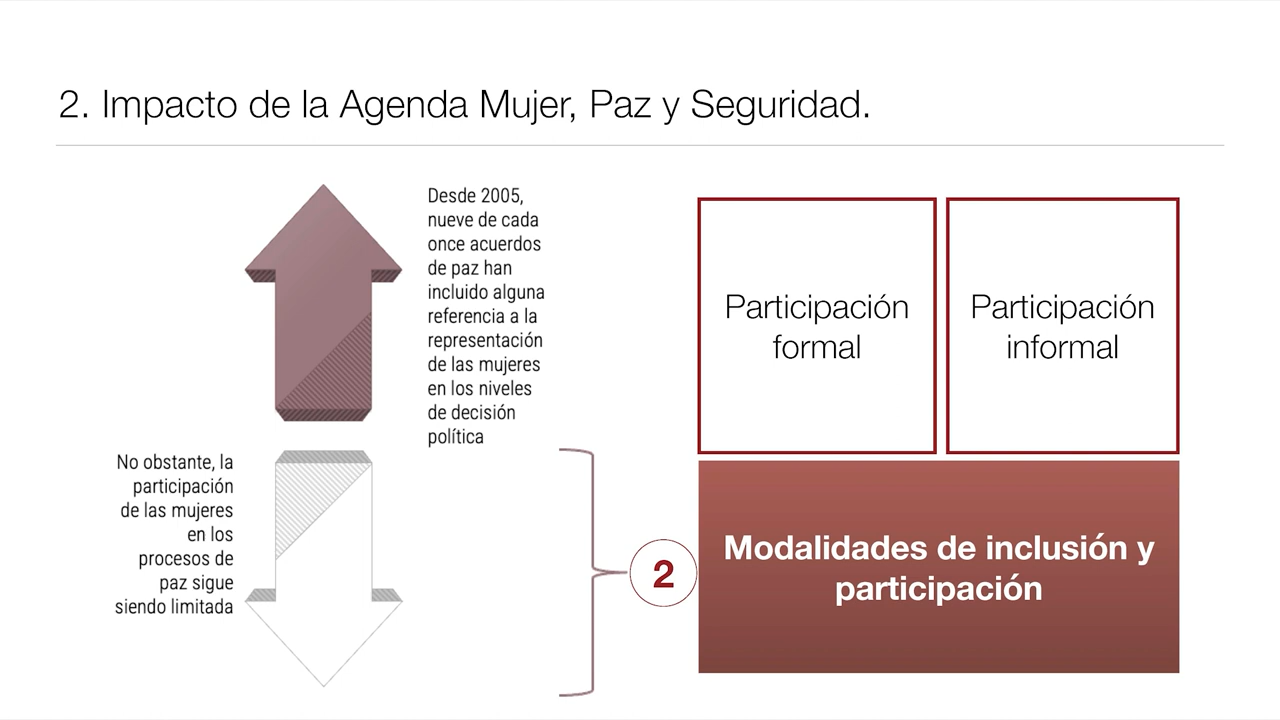 2. Impacto de la Agenda Mujer, Paz y Seguridad.
Desde 2005,
nueve de cada
once acuerdos
de paz han
incluido alguna
referencia a la
representación
de las mujeres
en los niveles
de decisión
política
No obstante, la
participación
de las mujeres
en los
procesos de
paz sigue
siendo limitada
Participación
formal
Participación
informal
2
Modalidades de inclusión y
participación